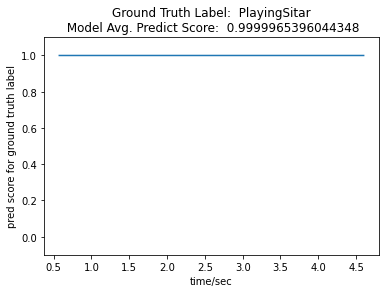 Ground Truth Label:  PlayingSitar
Model Avg. Predict Score:  0.9999965396044348
pred score for ground truth label
1.0
0.8
0.6
0.4
0.2
0.0
0.5 1.0 1.5 2.0 2.5 3.0 3.5 4.0 4.5
time/sec